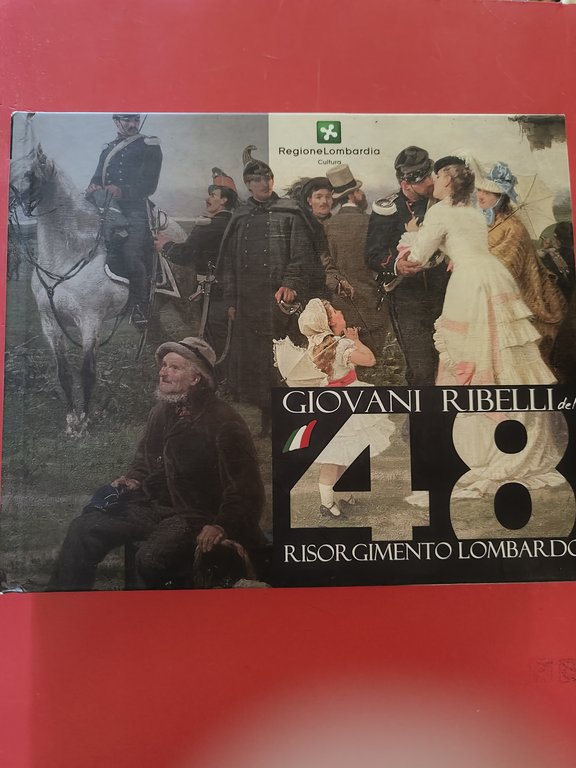 RegioneLombardia
Cultura
GIOVANI RIBELLI del
'48
RISORGIMENTO LOMBARDO